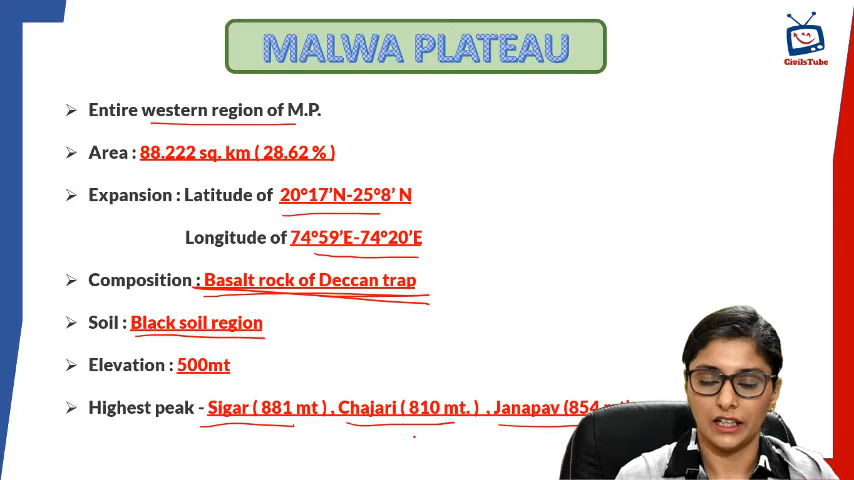 MALWA PLATEAU
CivilsTube
Entire western region of M.P.
Area : 88.222 sq. km ( 28.62 % )
Expansion : Latitude of 20°17'N-25°8' N
Longitude of 74°59'E-74°20'E
Composition : Basalt rock of Deccan trap
Soil : Black soil region
Elevation : 500mt
Highest peak - Sigar ( 881 mt ) , Chajari ( 810 mt. ) , Janapav (854